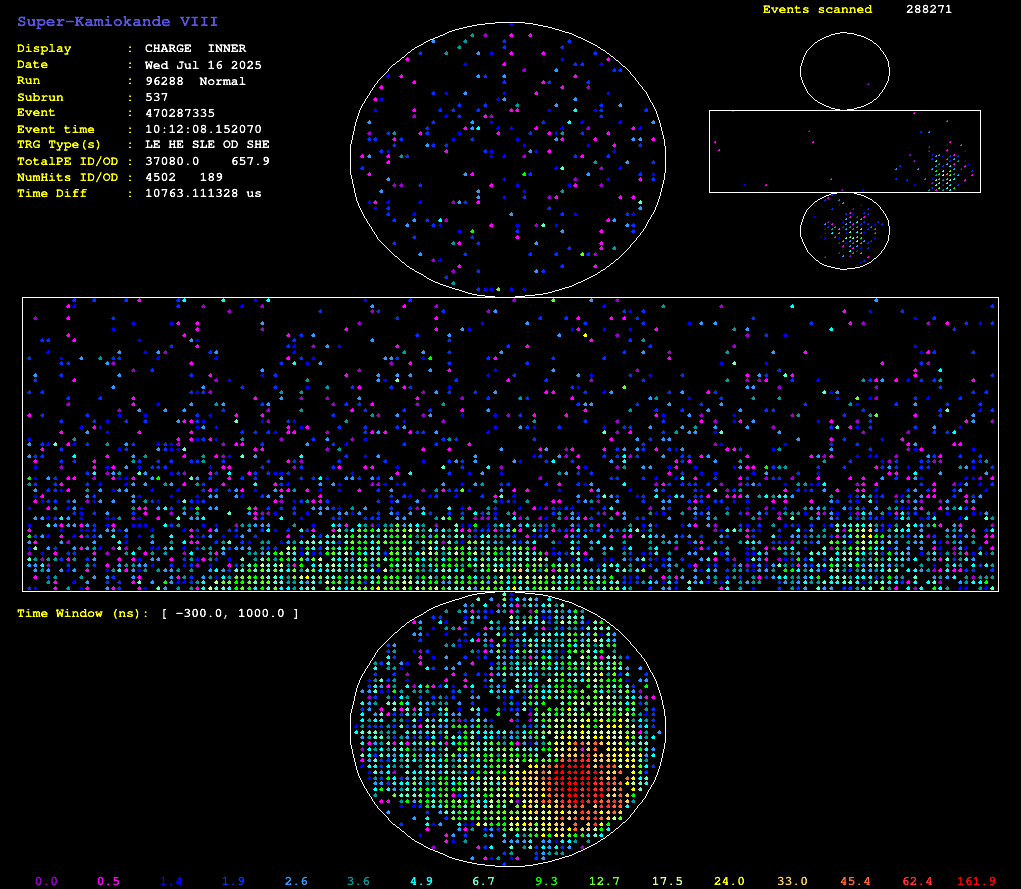 Super-Kamiokande VIII
Events scanned 288271
Display : CHARGE INNER
Date : Wed Jul 16 2025
Run : 96288 Normal
Subrun : 537
Event : 470287335
Event time : 10:12:08.152070
TRG Type(s) : LE HE SLE OD SHE
TotalPE ID/OD : 37080.0 657.9
NumHits ID/OD : 4502 189
Time Diff : 10763.111328 us
Time Window (ns): [ -300.0, 1000.0 ]
0.0 0.5 1.4 1.9 2.6 3.6 4.9 6.7 9.3 12.7 17.5 24.0 33.0 45.4 62.4 161.9